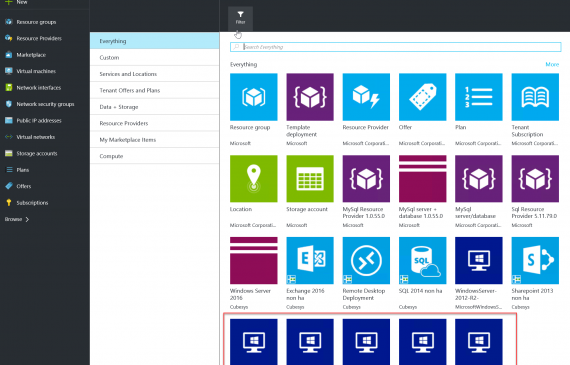 New
Resource groups
Resource Providers
Marketplace
Virtual machines
Network interfaces
Network security groups
Public IP addresses
Virtual networks
Storage accounts
Plans
Offers
Subscriptions
Browse >
Everything
Custom
Services and Locations
Tenant Offers and Plans
Data + Storage
Resource Providers
My Marketplace Items
Compute
Filter
Search Everything
Everything
More
Resource group
Microsoft
Template deployment
Microsoft
Resource Provider
Microsoft Corporati...
Offer
Microsoft Corporati...
Plan
Microsoft Corporati...
Tenant Subscription
Microsoft Corporati...
Location
Microsoft Corporati...
Storage account
Microsoft
MySql Resource Provider 1.0.55.0
Microsoft
MySql server + database 1.0.55.0
Microsoft
MySql server/database
Microsoft
Sql Resource Provider 5.11.79.0
Microsoft
Windows Server 2016
Cubesys
Exchange 2016 non ha
Cubesys
Remote Desktop Deployment
Cubesys
SQL 2014 non ha
Cubesys
WindowsServer-2012-R2-
MicrosoftWindowsS...
Sharepoint 2013 non ha
Cubesys